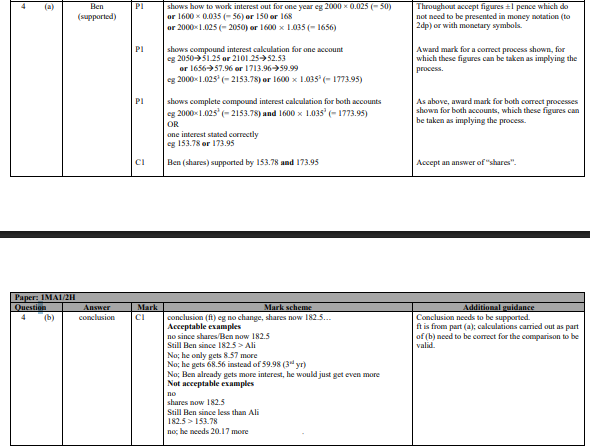 4 (a) Ben P1 shows how to work interest out for one year eg 2000 × 0.025 (= 50) Throughout accept figures ±1 pence which do
(supported) or 1600 × 0.035 (= 56) or 150 or 168 not need to be presented in money notation (to
or 2000×1.025 (= 2050) or 1600 × 1.035 (= 1656) 2dp) or with monetary symbols.
P1 shows compound interest calculation for one account Award mark for a correct process shown, for
eg 2050→51.25 or 2101.25→52.53 which these figures can be taken as implying the
or 1656→57.96 or 1713.96→59.99 process.
eg 2000×1.025³ (= 2153.78) or 1600 × 1.035³ (= 1773.95)
P1 shows complete compound interest calculation for both accounts As above, award mark for both correct processes
eg 2000×1.025³ (= 2153.78) and 1600 × 1.035³ (= 1773.95) shown for both accounts, which these figures can
OR be taken as implying the process.
one interest stated correctly
eg 153.78 or 173.95
C1 Ben (shares) supported by 153.78 and 173.95 Accept an answer of "shares".
Paper: 1MA1/2H
Question Answer Mark Mark scheme Additional guidance
4 (b) conclusion C1 conclusion (ft) eg no change, shares now 182.5… Conclusion needs to be supported.
Acceptable examples ft is from part (a); calculations carried out as part
no since shares/Ben now 182.5 of (b) need to be correct for the comparison to be
Still Ben since 182.5 > Ali valid.
No; he only gets 8.57 more
No; he gets 68.56 instead of 59.98 (3rd yr)
No; Ben already gets more interest, he would just get even more
Not acceptable examples
no
shares now 182.5
Still Ben since less than Ali
182.5 > 153.78
no; he needs 20.17 more